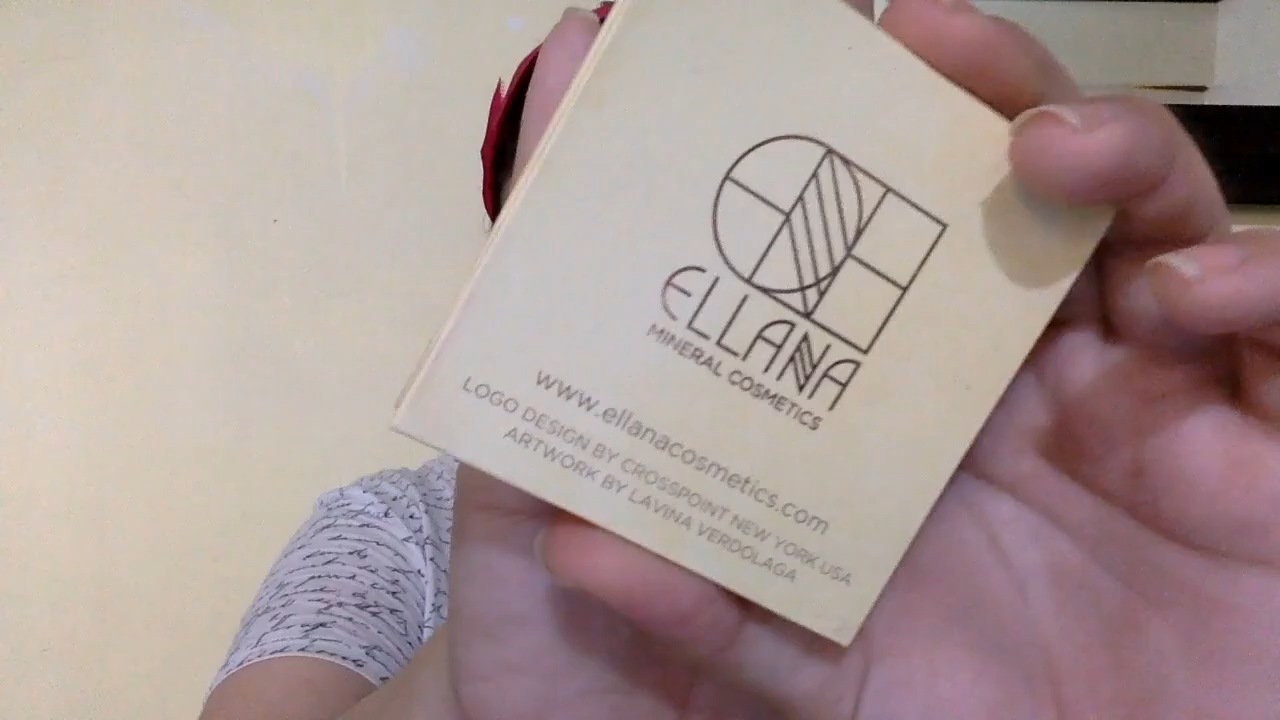 ELLANA
MINERAL COSMETICS
www.ellanacosmetics.com
LOGO DESIGN BY CROSSPOINT NEW YORK USA
ARTWORK BY LAVINA VERDOLAGA